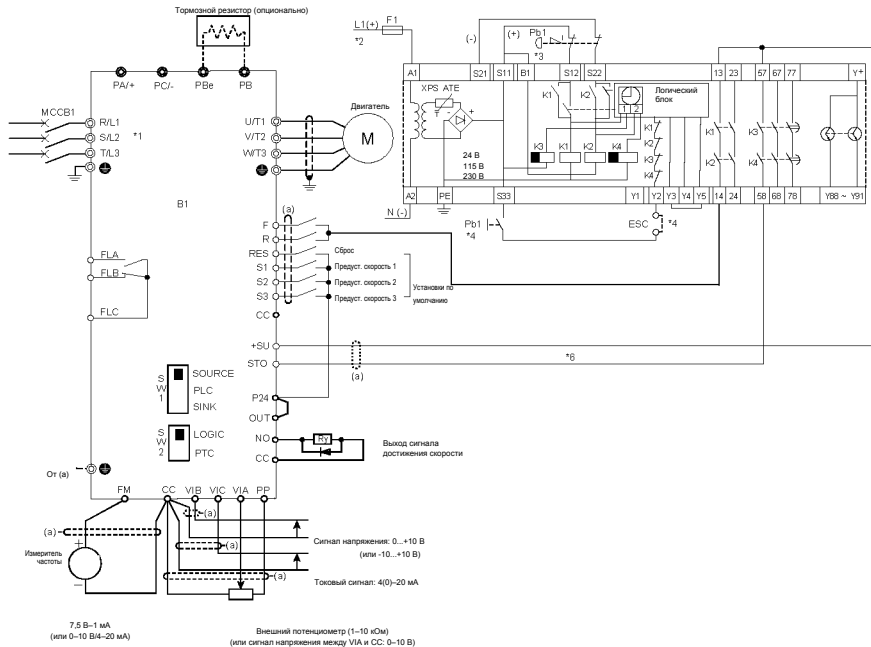 Тормозной резистор (опционально)
PA/+ PC/- PBe PB
MCCB1
R/L1
S/L2 *1
T/L3
U/T1
V/T2
W/T3
Двигатель
M
B1
FLA
FLB
FLC
(a)
F
R
RES Сброс
S1 Предуст. скорость 1
S2 Предуст. скорость 2
S3 Предуст. скорость 3
Установки по
умолчанию
CC
+SU
STO
(a)
*6
P24
OUT
NO Ry
CC
Выход сигнала
достижения скорости
SW1
SOURCE
PLC
SINK
SW2
LOGIC
PTC
От (a)
FM CC VIB VIC VIA PP
(a)
(a)
(a)
(a)
+
Измеритель
частоты
–
Сигнал напряжения: 0...+10 В
(или -10...+10 В)
Токовый сигнал: 4(0)–20 мА
7,5 В–1 мА
(или 0–10 В/4–20 мА)
Внешний потенциометр (1–10 кОм)
(или сигнал напряжения между VIA и CC: 0–10 В)
L1(+) F1
*2
(-) (+) Pb1
*3
A1 S21 S11 B1 S12 S22 13 23 57 67 77 Y+
XPS ATE
T
- +
K1 K2
1 2
Логический
блок
K3 K1 K2 K4
24 В
115 В
230 В
K1
K2
K3
K4
K1 K3
K2 K4
A2 PE S33 Y1 Y2 Y3 Y4 Y5 14 24 58 68 78 Y88 ~ Y91
N (-)
Pb1
*4
ESC *4